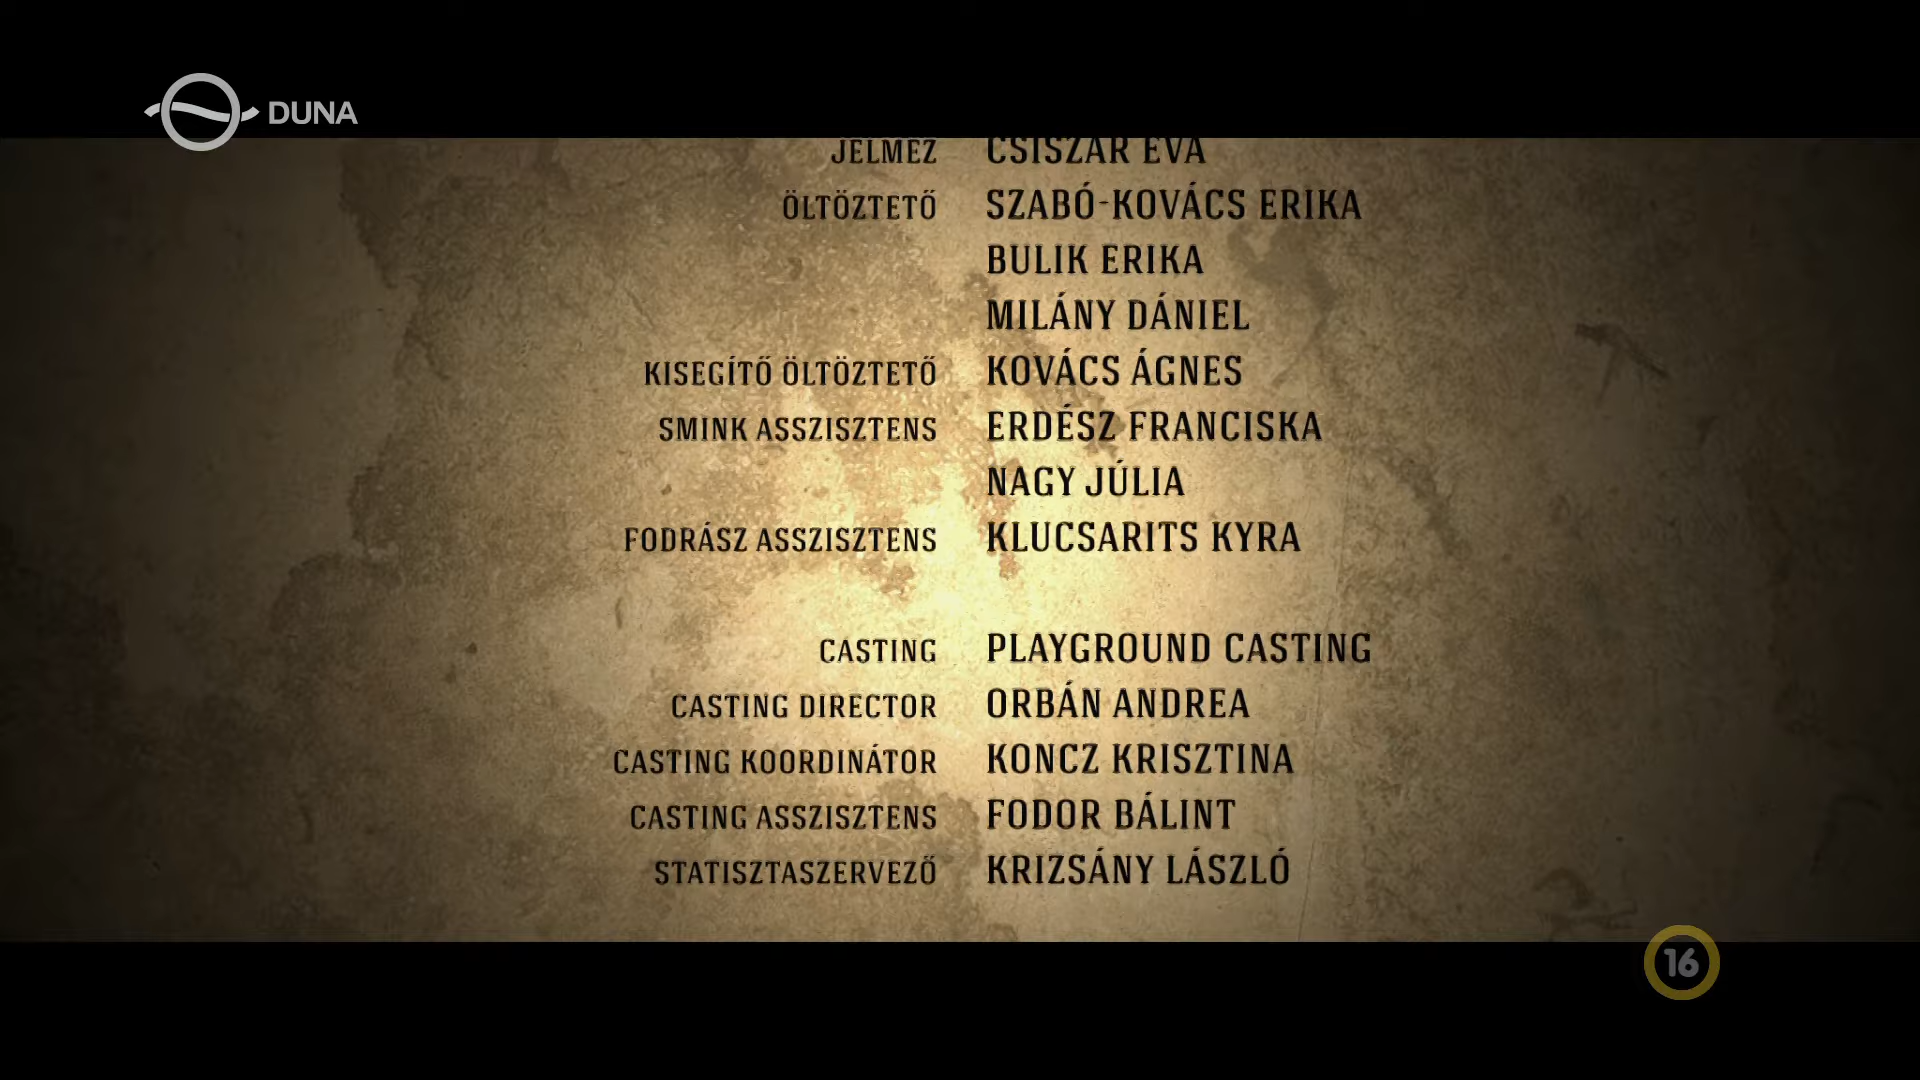 DUNA
JELMEZ CSISZÁR ÉVA
ÖLTÖZTETŐ SZABÓ-KOVÁCS ERIKA
BULIK ERIKA
MILÁNY DÁNIEL
KISEGÍTŐ ÖLTÖZTETŐ KOVÁCS ÁGNES
SMINK ASSZISZTENS ERDÉSZ FRANCISKA
NAGY JÚLIA
FODRÁSZ ASSZISZTENS KLUCSARITS KYRA
CASTING PLAYGROUND CASTING
CASTING DIRECTOR ORBÁN ANDREA
CASTING KOORDINÁTOR KONCZ KRISZTINA
CASTING ASSZISZTENS FODOR BÁLINT
STATISZTASZERVEZŐ KRIZSÁNY LÁSZLÓ
16